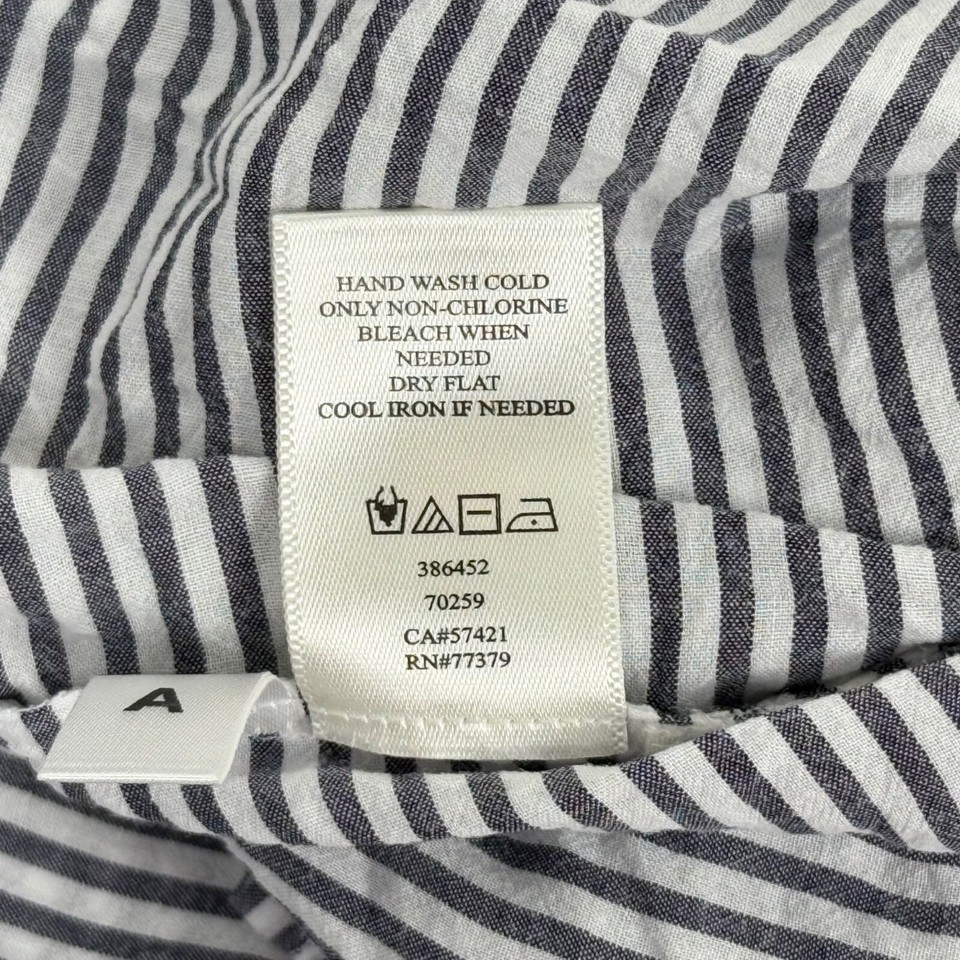 HAND WASH COLD
ONLY NON-CHLORINE
BLEACH WHEN
NEEDED
DRY FLAT
COOL IRON IF NEEDED
386452
70259
CA#57421
RN#77379
A